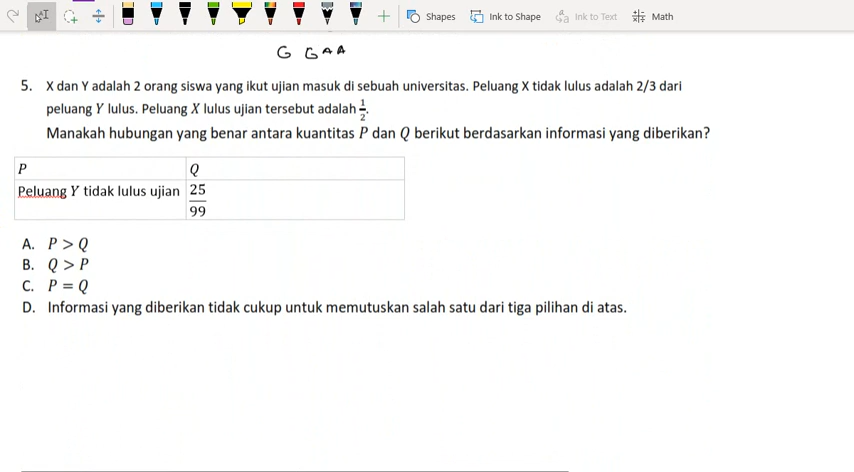 Shapes Ink to Shape Ink to Text Math
G GAA
5. X dan Y adalah 2 orang siswa yang ikut ujian masuk di sebuah universitas. Peluang X tidak lulus adalah 2/3 dari
peluang Y lulus. Peluang X lulus ujian tersebut adalah 1/2.
Manakah hubungan yang benar antara kuantitas P dan Q berikut berdasarkan informasi yang diberikan?
P Q
Peluang Y tidak lulus ujian 25/99
A. P > Q
B. Q > P
C. P = Q
D. Informasi yang diberikan tidak cukup untuk memutuskan salah satu dari tiga pilihan di atas.